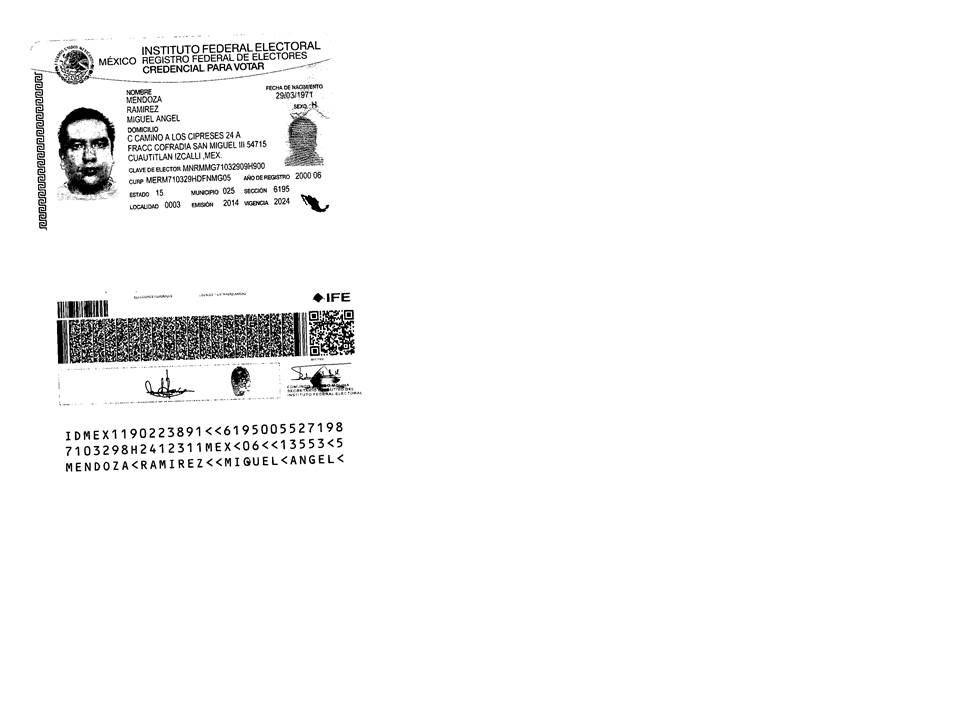 INSTITUTO FEDERAL ELECTORAL
MÉXICO REGISTRO FEDERAL DE ELECTORES
CREDENCIAL PARA VOTAR
FECHA DE NACIMIENTO
29/03/1971
SEXO H
NOMBRE
MENDOZA
RAMIREZ
MIGUEL ANGEL
DOMICILIO
C CAMINO A LOS CIPRESES 24 A
FRACC COFRADIA SAN MIGUEL III 54715
CUAUTITLAN IZCALLI ,MEX.
CLAVE DE ELECTOR MNRMMG71032909H900
CURP MERM710329HDFNMG05 AÑO DE REGISTRO 2000 06
ESTADO 15 MUNICIPIO 025 SECCIÓN 6195
LOCALIDAD 0003 EMISIÓN 2014 VIGENCIA 2024
IFE
SECRETARIO EJECUTIVO DEL
INSTITUTO FEDERAL ELECTORAL
IDMEX1190223891<<6195005527198
7103298H2412311MEX<06<<13553<5
MENDOZA<RAMIREZ<<MIGUEL<ANGEL<